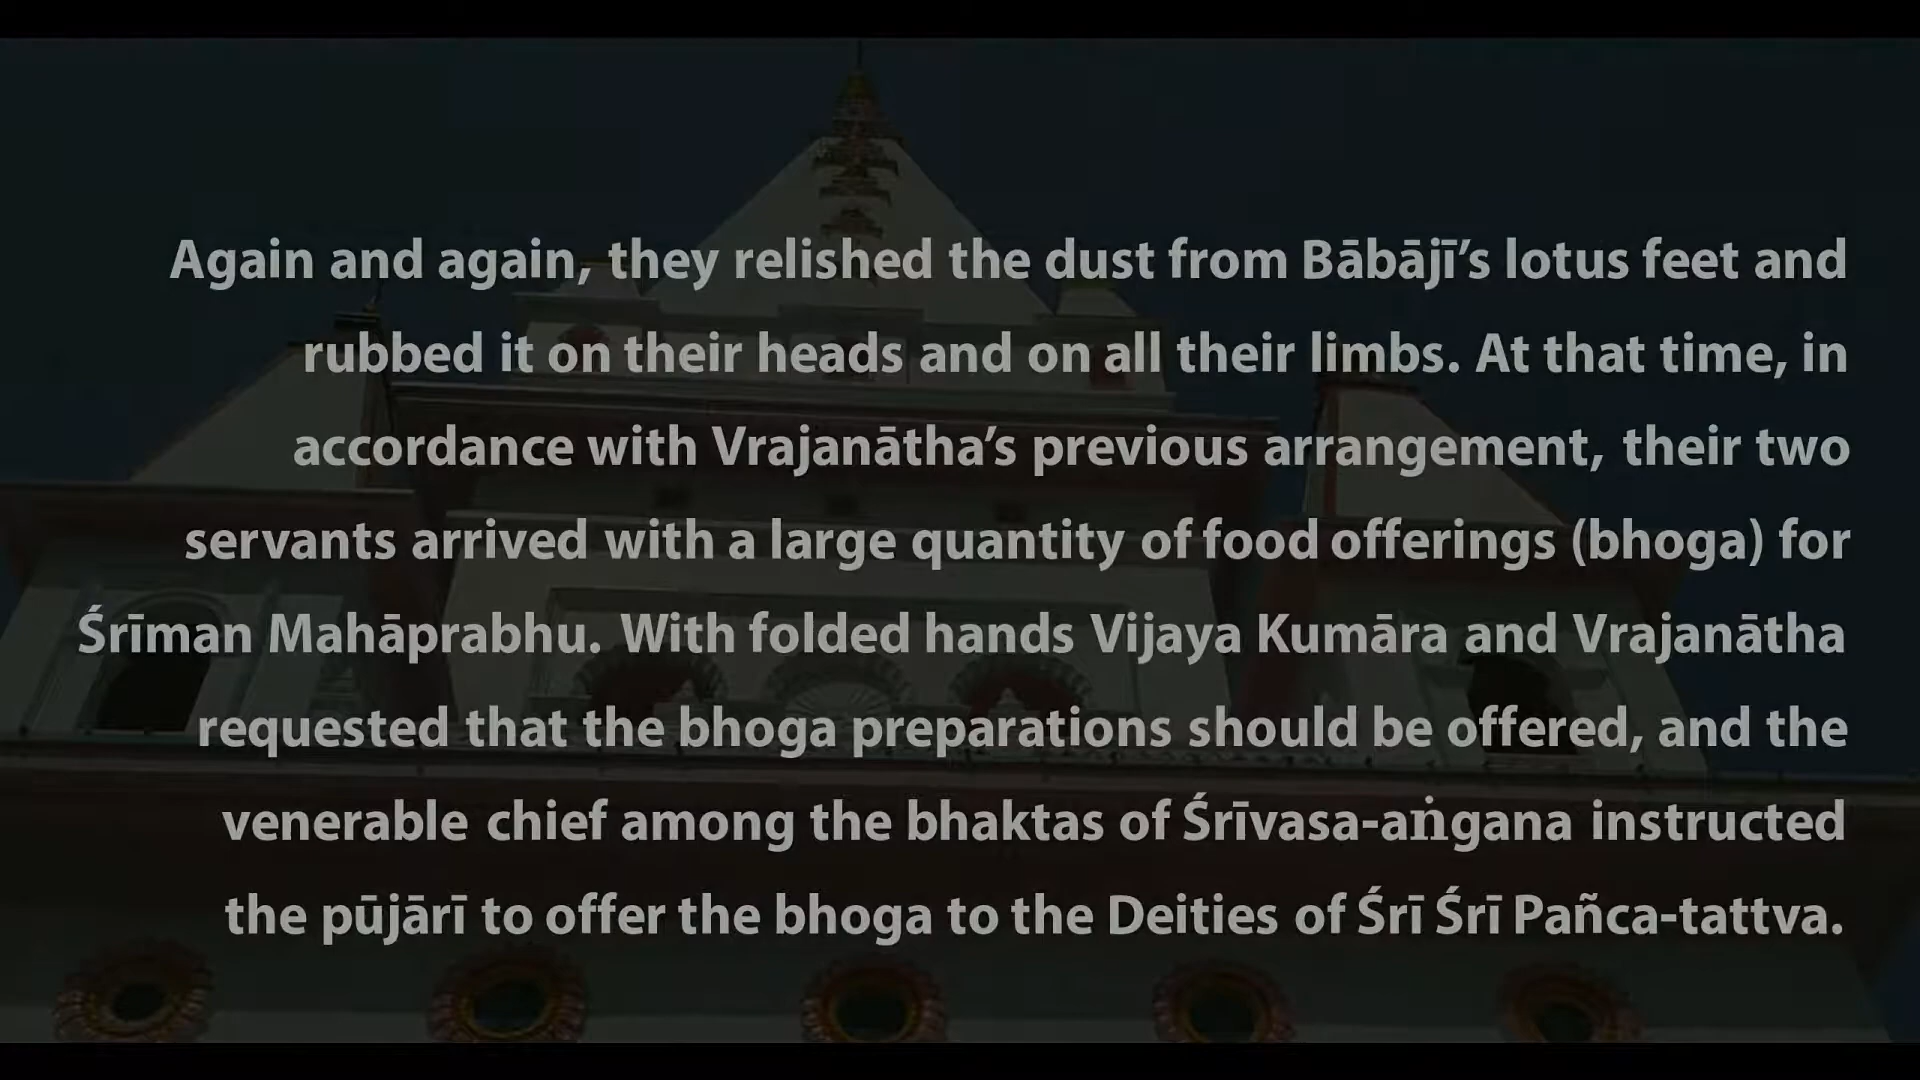 Again and again, they relished the dust from Bābājī’s lotus feet and
rubbed it on their heads and on all their limbs. At that time, in
accordance with Vrajanātha’s previous arrangement, their two
servants arrived with a large quantity of food offerings (bhoga) for
Śrīman Mahāprabhu. With folded hands Vijaya Kumāra and Vrajanātha
requested that the bhoga preparations should be offered, and the
venerable chief among the bhaktas of Śrīvasa-aṅgana instructed
the pūjārī to offer the bhoga to the Deities of Śrī Śrī Pañca-tattva.